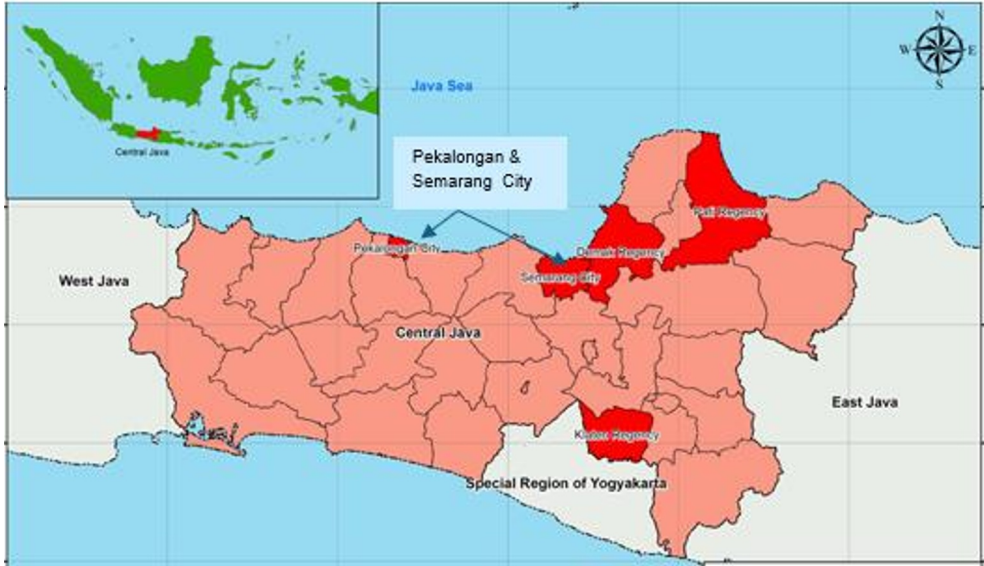 Central Java
Java Sea
N
W
E
S
Pekalongan &
Semarang City
Pati Regency
Pekalongan City
Demak Regency
Semarang City
West Java
Central Java
East Java
Klaten Regency
Special Region of Yogyakarta